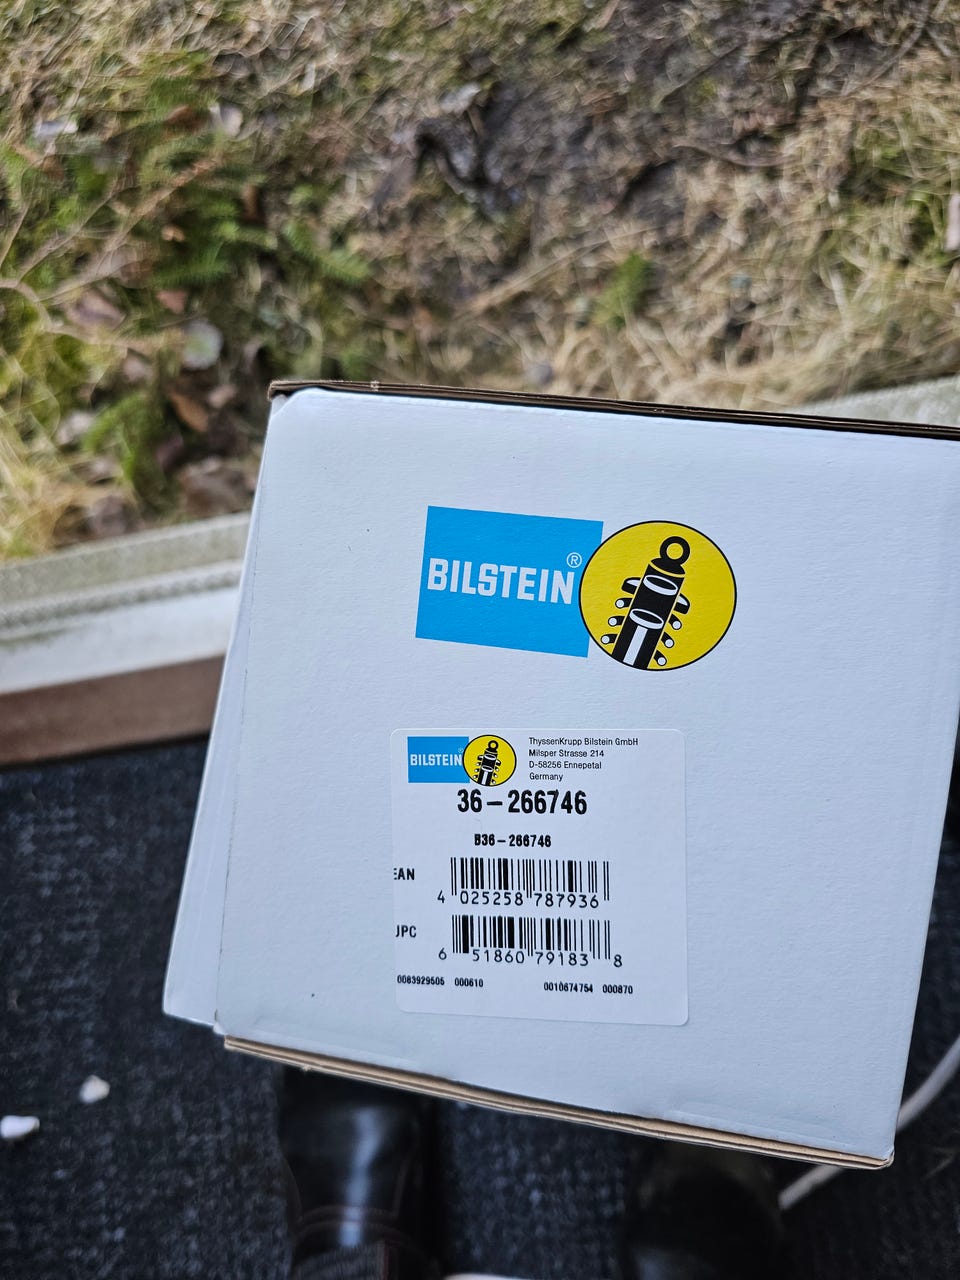 BILSTEIN®
BILSTEIN®
ThyssenKrupp Bilstein GmbH
Milsper Strasse 214
D-58256 Ennepetal
Germany
36-266746
B36-266746
EAN
4 025258 787936
UPC
6 51860 79183 8
0083929505 000610 0010674754 000870